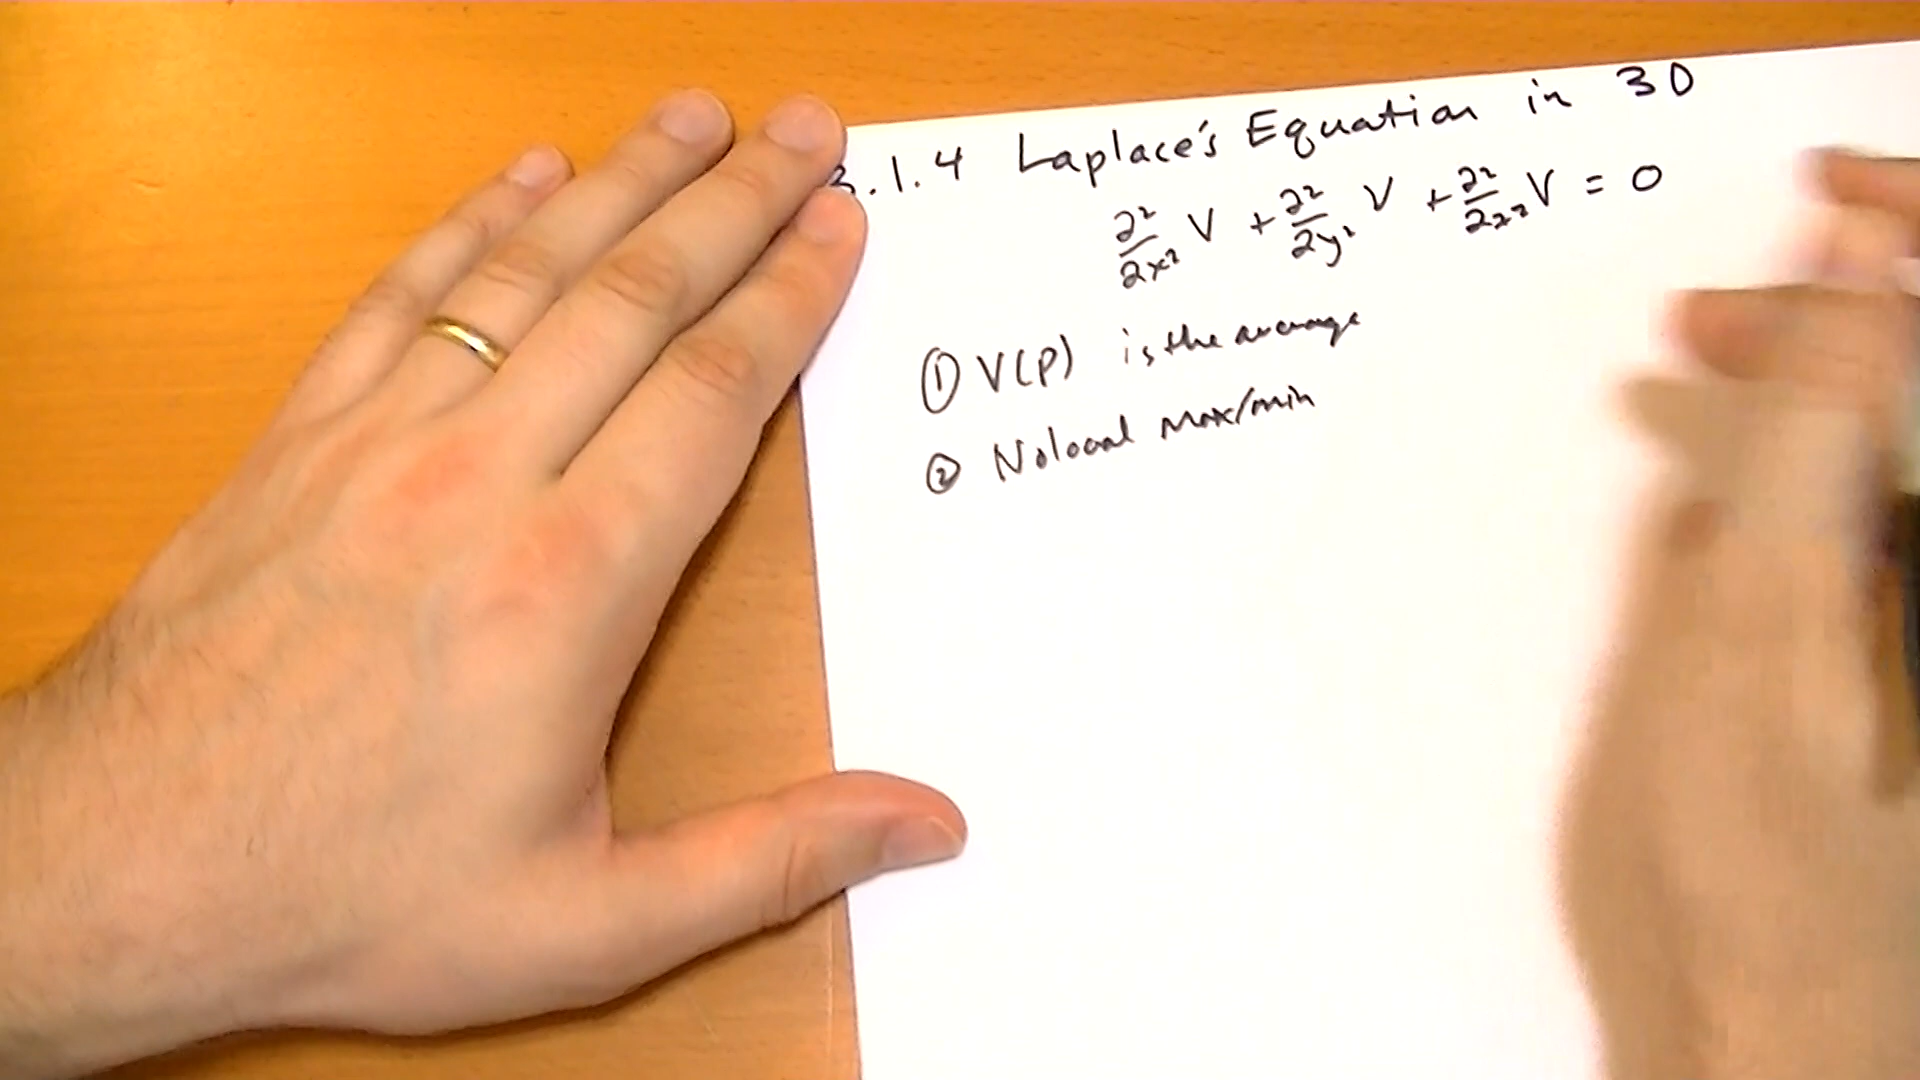 3.1.4 Laplace's Equation in 3D
∂²/∂x² V + ∂²/∂y² V + ∂²/∂z² V = 0
① V(P) is the average
② No local max/min